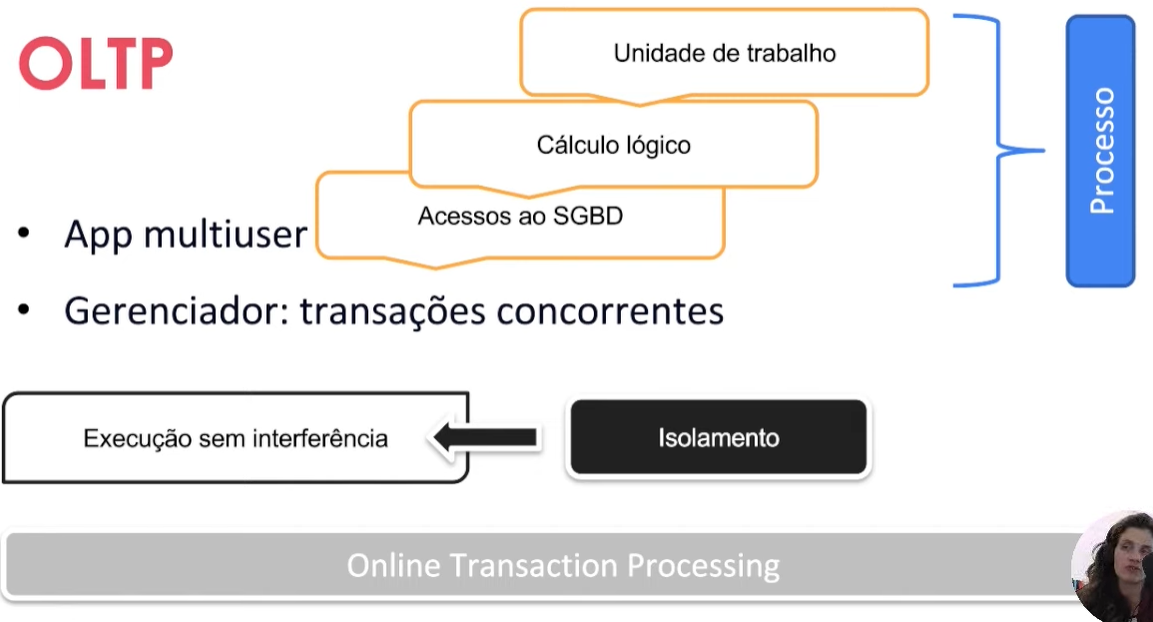 OLTP
Unidade de trabalho
Cálculo lógico
Acessos ao SGBD
Processo
• App multiuser
• Gerenciador: transações concorrentes
Execução sem interferência
Isolamento
Online Transaction Processing